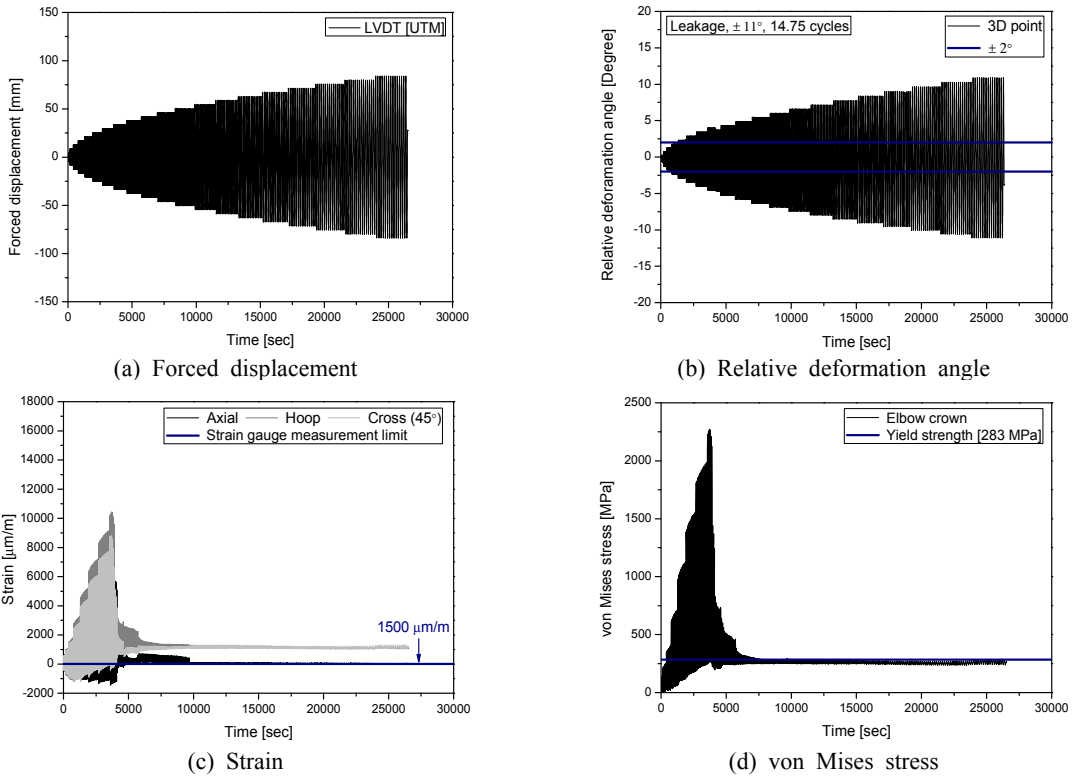 LVDT [UTM]
150
100
50
0
-50
-100
-150
Forced displacement [mm]
0 5000 10000 15000 20000 25000 30000
Time [sec]
(a) Forced displacement
Leakage, ± 11°, 14.75 cycles
3D point
± 2°
20
15
10
5
0
-5
-10
-15
-20
Relative deforamation angle [Degree]
0 5000 10000 15000 20000 25000 30000
Time [sec]
(b) Relative deformation angle
Axial Hoop Cross (45°)
Strain gauge measurement limit
18000
16000
14000
12000
10000
8000
6000
4000
2000
0
-2000
Strain [μm/m]
1500 μm/m
0 5000 10000 15000 20000 25000 30000
Time [sec]
(c) Strain
Elbow crown
Yield strength [283 MPa]
2500
2000
1500
1000
500
0
von Mises stress [MPa]
0 5000 10000 15000 20000 25000 30000
Time [sec]
(d) von Mises stress